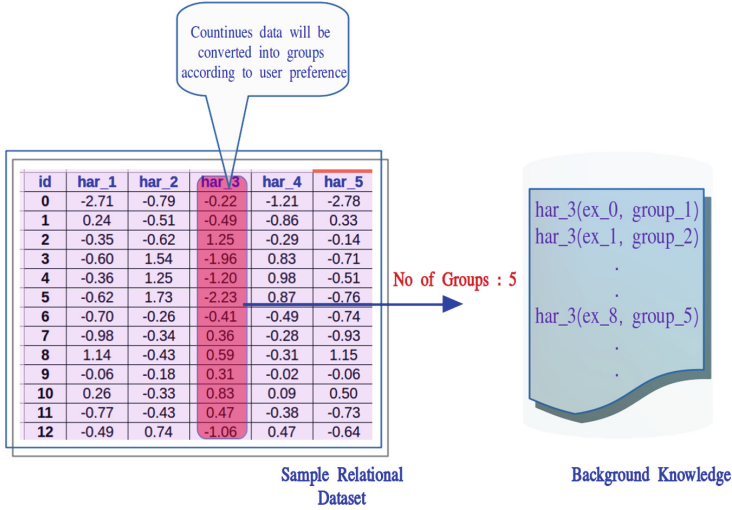 Countinues data will be
converted into groups
according to user preference
id har_1 har_2 har_3 har_4 har_5
0 -2.71 -0.79 -0.22 -1.21 -2.78
1 0.24 -0.51 -0.49 -0.86 0.33
2 -0.35 -0.62 1.25 -0.29 -0.14
3 -0.60 1.54 -1.96 0.83 -0.71
4 -0.36 1.25 -1.20 0.98 -0.51
5 -0.62 1.73 -2.23 0.87 -0.76
6 -0.70 -0.26 -0.41 -0.49 -0.74
7 -0.98 -0.34 0.36 -0.28 -0.93
8 1.14 -0.43 0.59 -0.31 1.15
9 -0.06 -0.18 0.31 -0.02 -0.06
10 0.26 -0.33 0.83 0.09 0.50
11 -0.77 -0.43 0.47 -0.38 -0.73
12 -0.49 0.74 -1.06 0.47 -0.64
No of Groups : 5
har_3(ex_0, group_1)
har_3(ex_1, group_2)
.
.
har_3(ex_8, group_5)
.
.
Sample Relational
Dataset
Background Knowledge